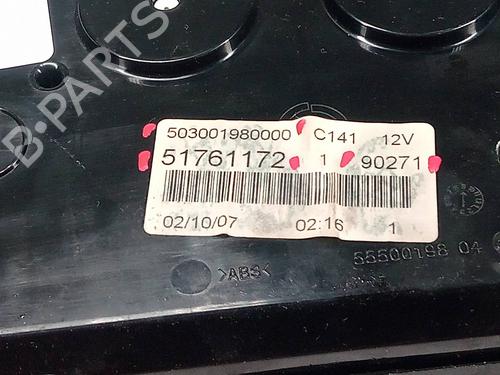 B-PARTS
503001980000 C141 12V
51761172 1 90271
02/10/07 02:16 1
55500198 04
>ABS<